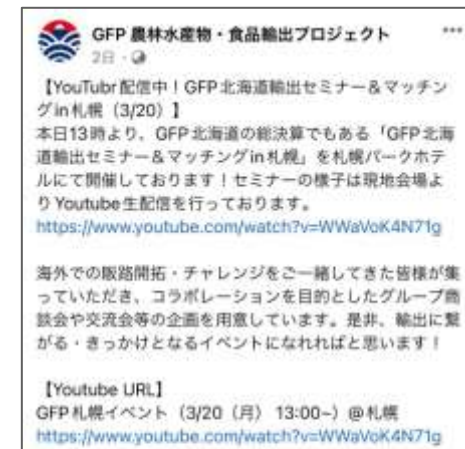 GFP 農林水産物・食品輸出プロジェクト
2日
【YouTubr配信中！GFP北海道輸出セミナー＆マッチン
グin札幌（3/20）】
本日13時より、GFP北海道の総決算でもある「GFP北海
道輸出セミナー＆マッチングin札幌」を札幌パークホテ
ルにて開催しております！セミナーの様子は現地会場よ
りYoutube生配信を行っております。
https://www.youtube.com/watch?v=WWaVoK4N71g
海外での販路開拓・チャレンジをご一緒してきた皆様が集
っていただき、コラボレーションを目的としたグループ商
談会や交流会等の企画を用意しています。是非、輸出に繋
がる・きっかけとなるイベントになれればと思います！
【Youtube URL】
GFP札幌イベント（3/20（月） 13:00~）@札幌
https://www.youtube.com/watch?v=WWaVoK4N71g